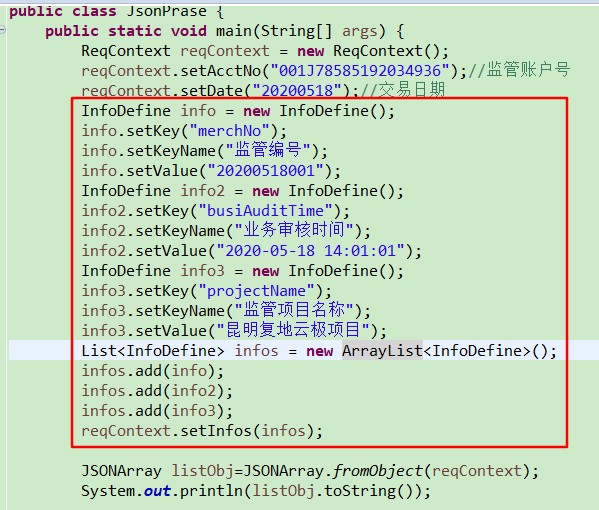 public class JsonPrase {
public static void main(String[] args) {
ReqContext reqContext = new ReqContext();
reqContext.setAcctNo("001J78585192034936");//监管账户号
reqContext.setDate("20200518");//交易日期
InfoDefine info = new InfoDefine();
info.setKey("merchNo");
info.setKeyName("监管编号");
info.setValue("20200518001");
InfoDefine info2 = new InfoDefine();
info2.setKey("busiAuditTime");
info2.setKeyName("业务审核时间");
info2.setValue("2020-05-18 14:01:01");
InfoDefine info3 = new InfoDefine();
info3.setKey("projectName");
info3.setKeyName("监管项目名称");
info3.setValue("昆明复地云极项目");
List<InfoDefine> infos = new ArrayList<InfoDefine>();
infos.add(info);
infos.add(info2);
infos.add(info3);
reqContext.setInfos(infos);
JSONArray listObj=JSONArray.fromObject(reqContext);
System.out.println(listObj.toString());